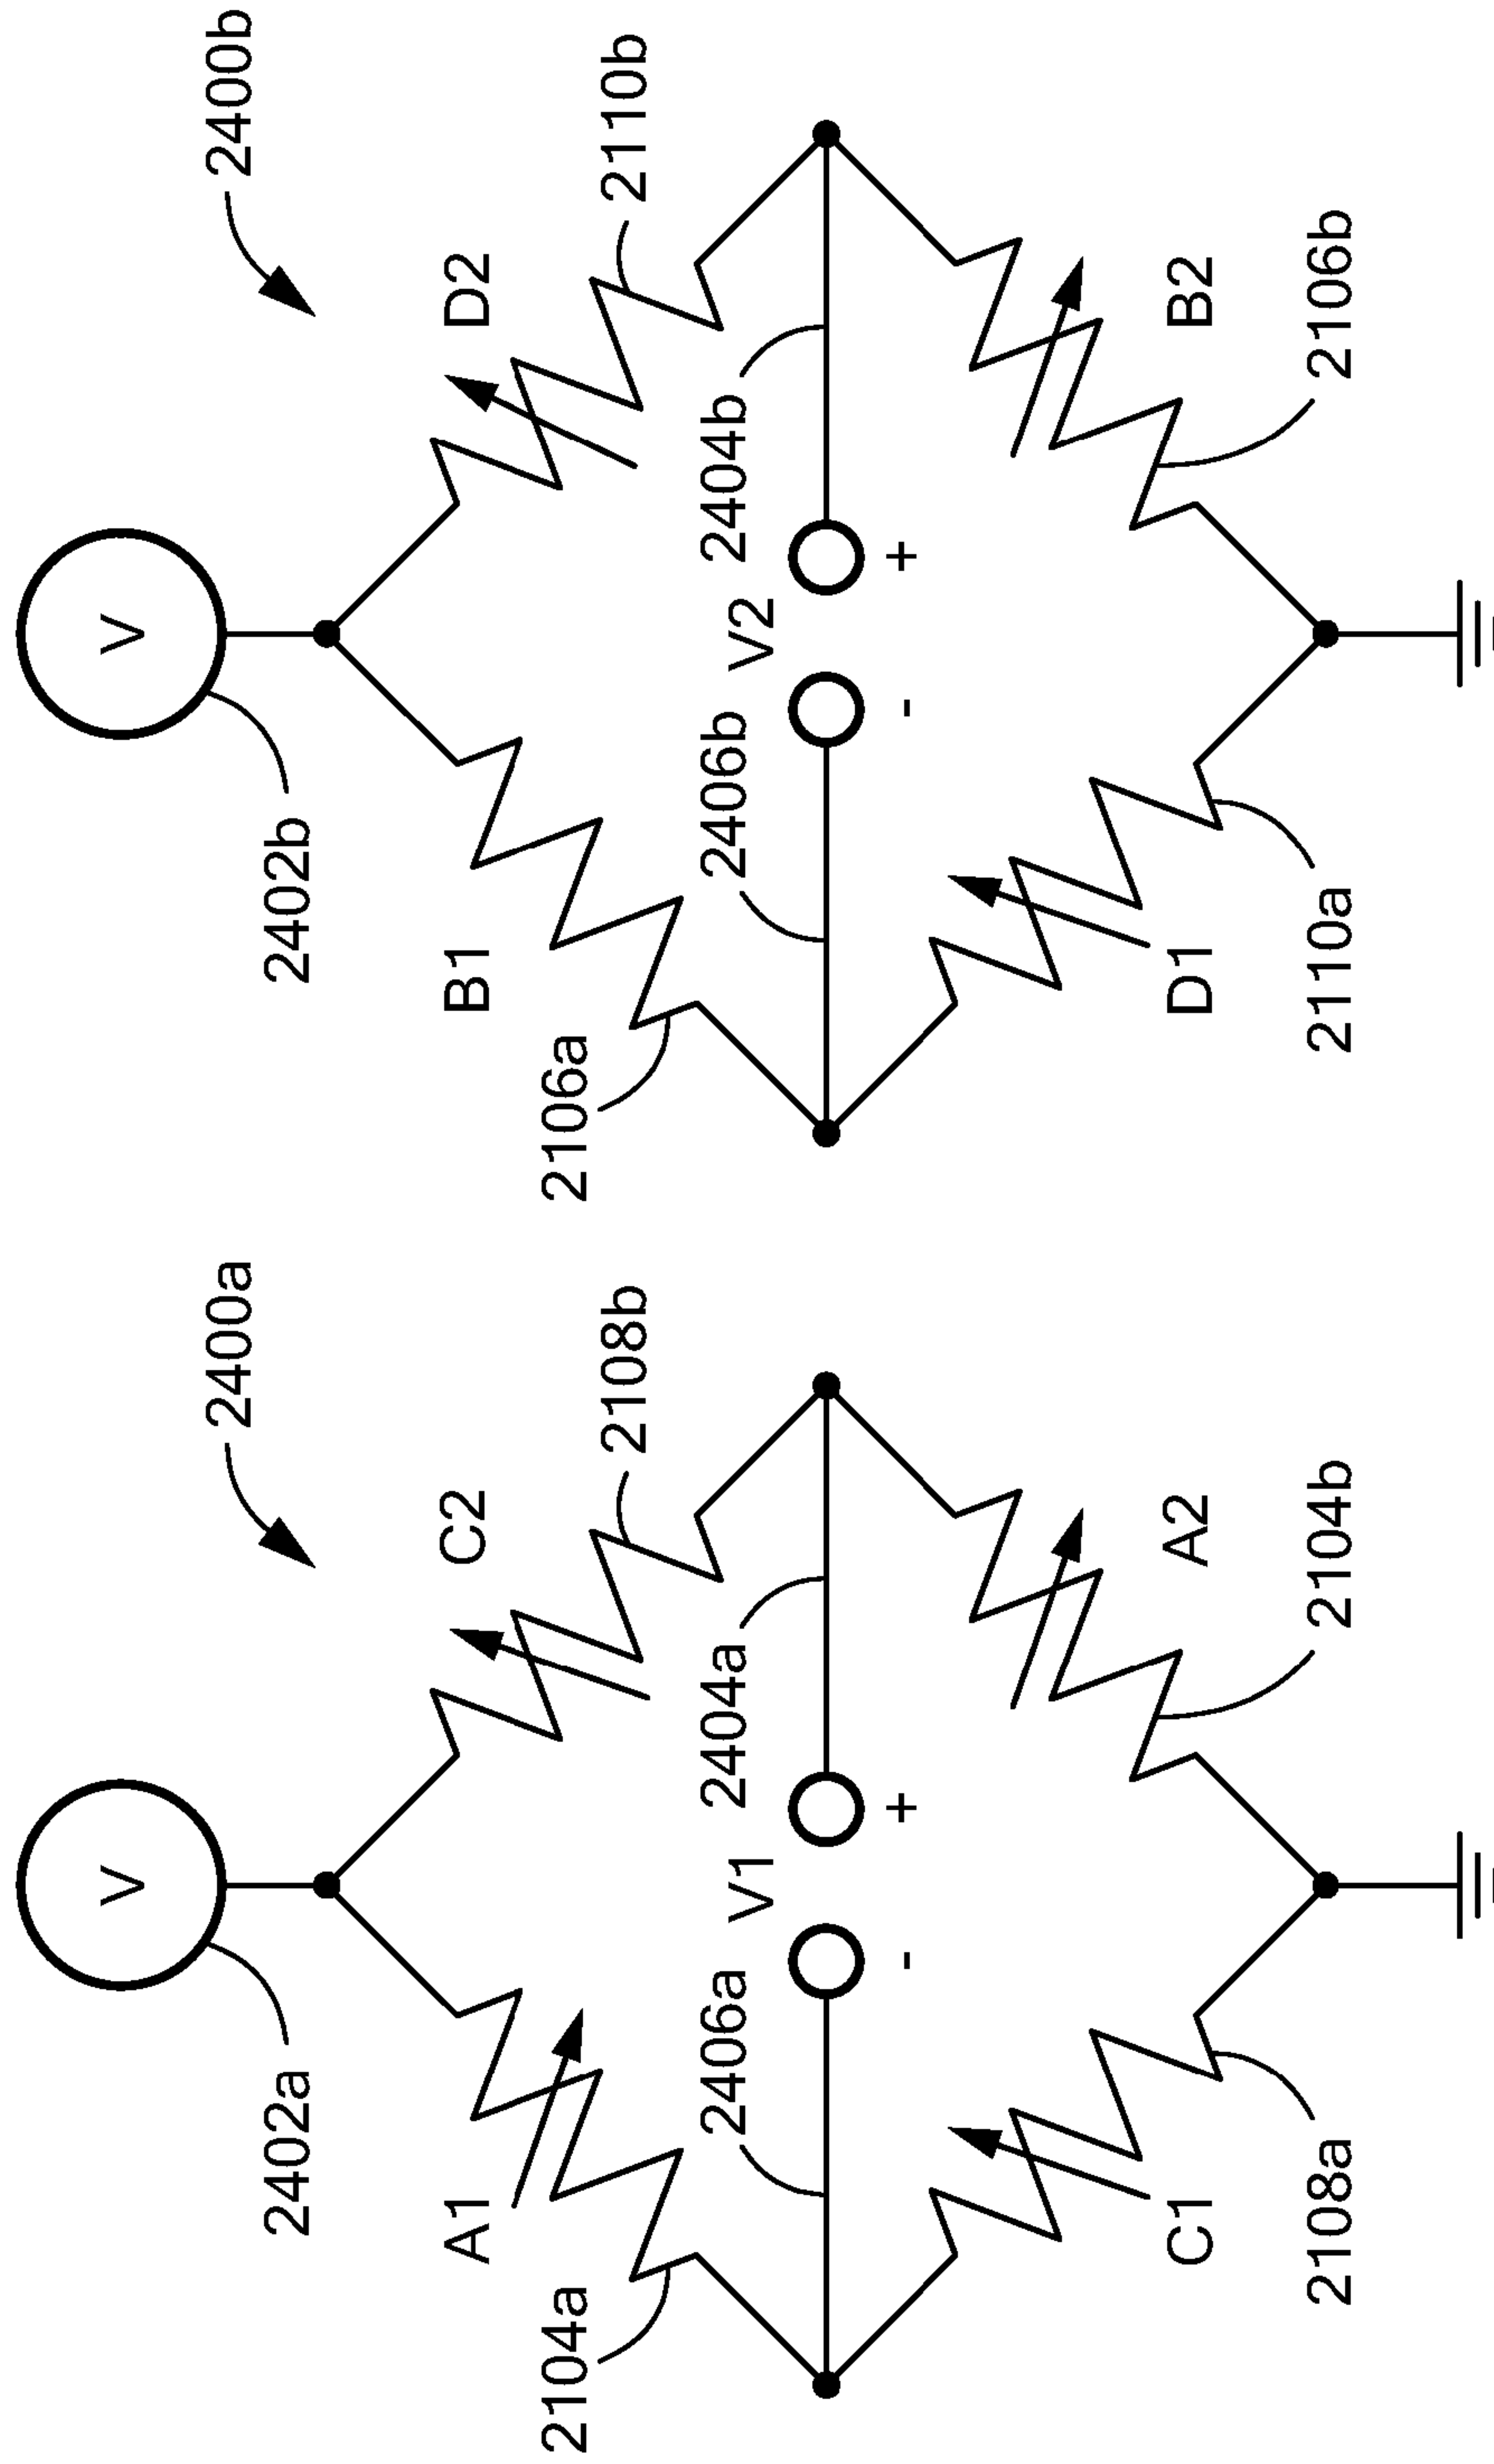 2400a
2400b
V
V
2402a
2402b
A1
C2
B1
D2
2104a
2108b
2106a
2110b
2406a
V1
2404a
2406b
V2
2404b
-
+
-
+
C1
A2
D1
B2
2108a
2104b
2110a
2106b